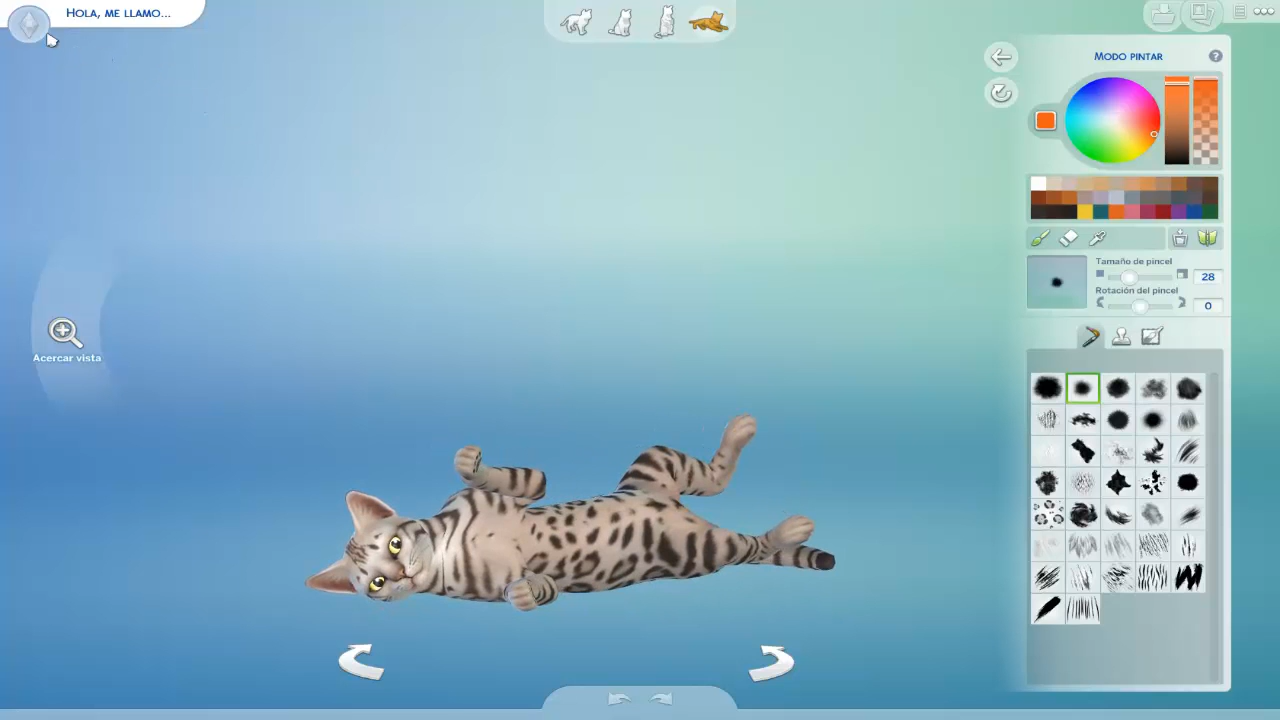 HOLA, ME LLAMO...
MODO PINTAR
?
Tamaño de pincel
28
Rotación del pincel
0
Acercar vista